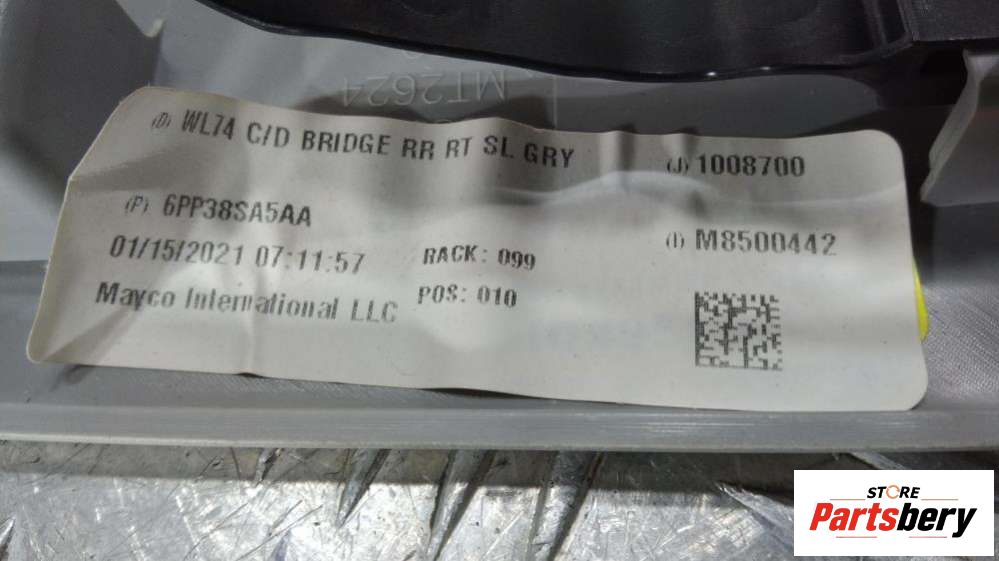 MT2624
(D) WL74 C/D BRIDGE RR RT SL GRY
(J) 1008700
(P) 6PP38SA5AA
(I) M8500442
01/15/2021 07:11:57
RACK: 099
Mayco International LLC
POS: 010
STORE
Partsbery